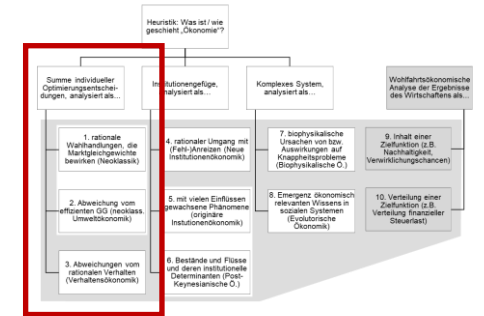 Heuristik: Was ist / wie
geschieht „Ökonomie“?
Summe individueller
Optimierungsentschei-
dungen, analysiert als…
Institutionengefüge,
analysiert als…
Komplexes System,
analysiert als…
Wohlfahrtsökonomische
Analyse der Ergebnisse
des Wirtschaftens als…
1. rationale
Wahlhandlungen, die
Marktgleichgewichte
bewirken (Neoklassik)
2. Abweichung vom
effizienten GG (neoklass.
Umweltökonomik)
3. Abweichungen vom
rationalen Verhalten
(Verhaltensökonomik)
4. rationaler Umgang mit
(Fehl-)Anreizen (Neue
Institutionenökonomik)
5. mit vielen Einflüssen
gewachsene Phänomene
(originäre
Instutionenökonomik)
6. Bestände und Flüsse
und deren institutionelle
Determinanten (Post-
Keynesianische Ö.)
7. biophysikalische
Ursachen von bzw.
Auswirkungen auf
Knappheitsprobleme
(Biophysikalische Ö.)
8. Emergenz ökonomisch
relevanten Wissens in
sozialen Systemen
(Evolutorische
Ökonomik)
9. Inhalt einer
Zielfunktion (z.B.
Nachhaltigkeit,
Verwirklichungschancen)
10. Verteilung einer
Zielfunktion (z.B.
Verteilung finanzieller
Steuerlast)